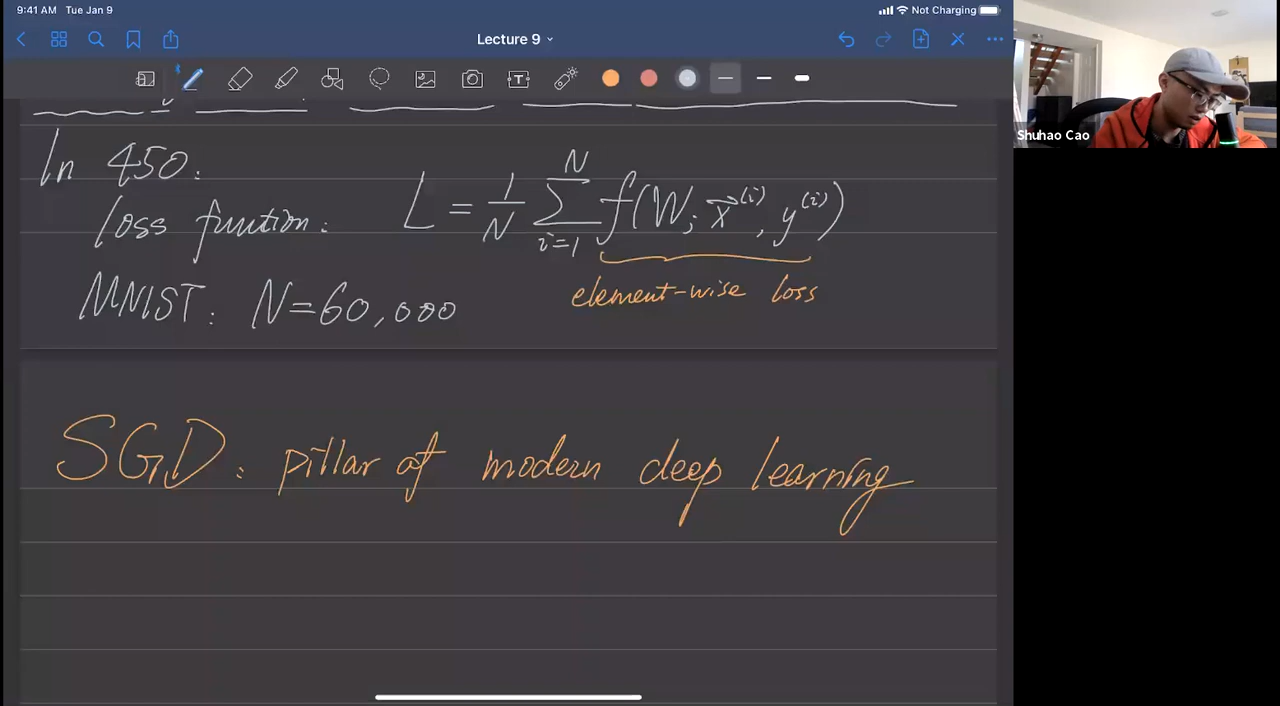 9:41 AM Tue Jan 9
Not Charging
Lecture 9
Shuhao Cao
In 450:
loss function: L = 1/N ∑_{i=1}^{N} f(W; x⃗^{(i)}, y^{(i)})
element-wise loss
MNIST: N=60,000
SGD: pillar of modern deep learning